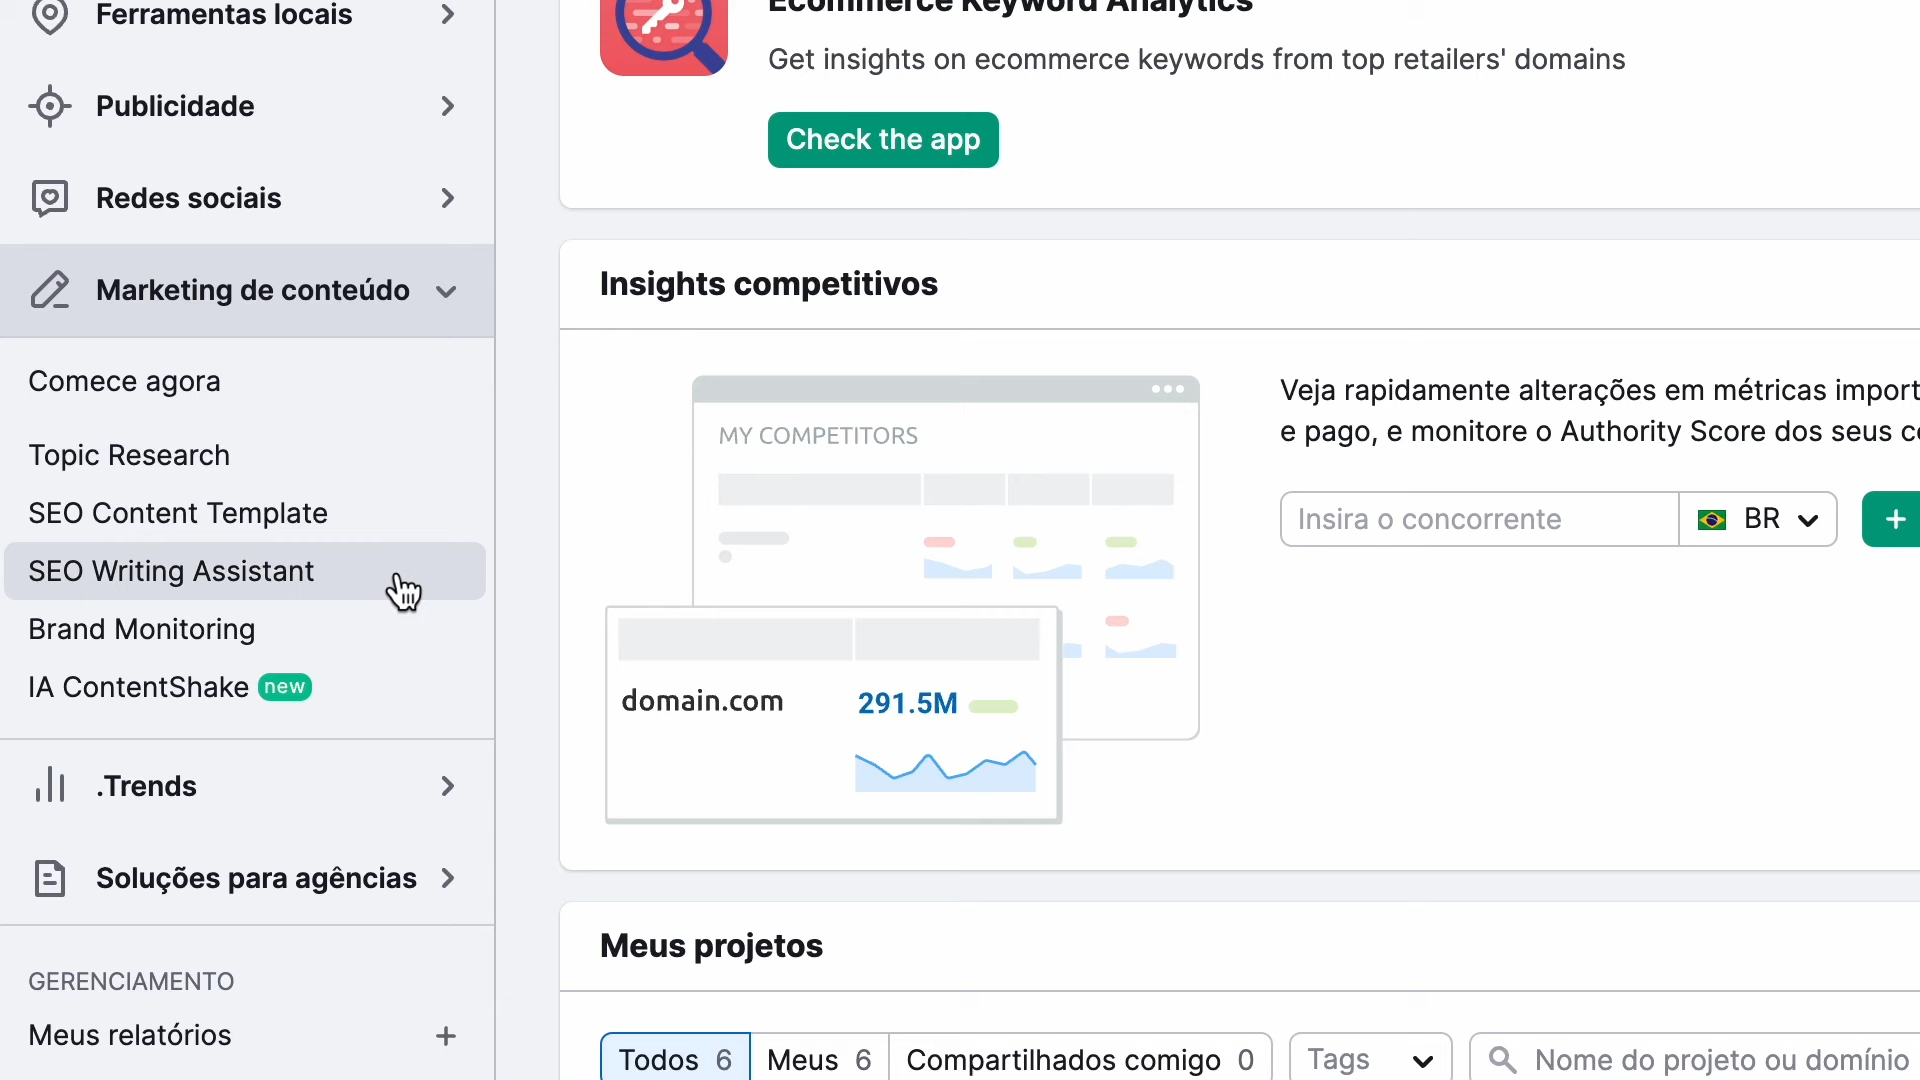 Ferramentas locais
Publicidade
Redes sociais
Marketing de conteúdo
Comece agora
Topic Research
SEO Content Template
SEO Writing Assistant
Brand Monitoring
IA ContentShake new
.Trends
Soluções para agências
GERENCIAMENTO
Meus relatórios
Ecommerce Keyword Analytics
Get insights on ecommerce keywords from top retailers' domains
Check the app
Insights competitivos
MY COMPETITORS
domain.com 291.5M
Veja rapidamente alterações em métricas import
e pago, e monitore o Authority Score dos seus c
Insira o concorrente BR +
Meus projetos
Todos 6 Meus 6 Compartilhados comigo 0 Tags Nome do projeto ou domínio